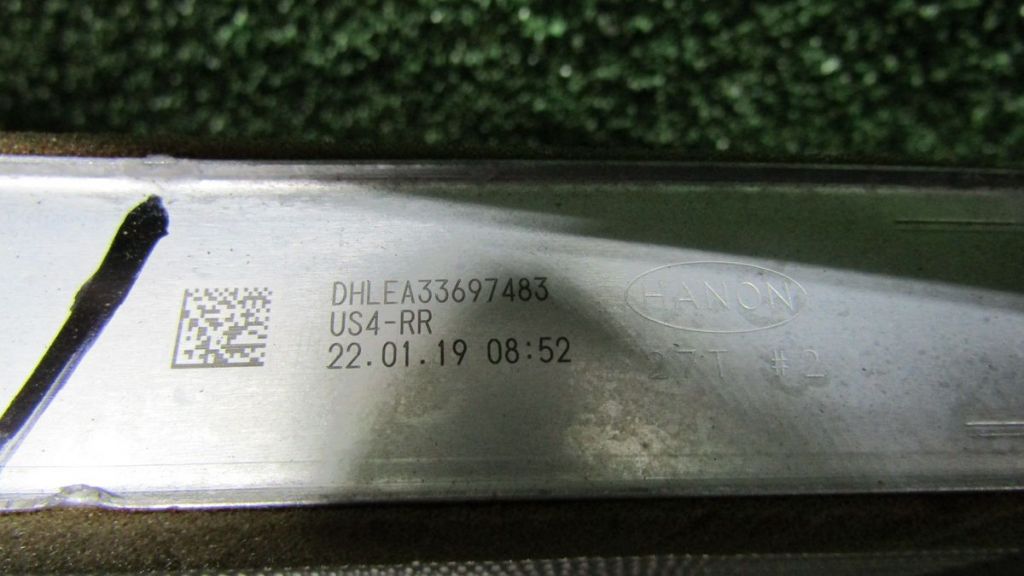 DHLEA33697483
US4-RR
22.01.19 08:52
HANON
27T #2